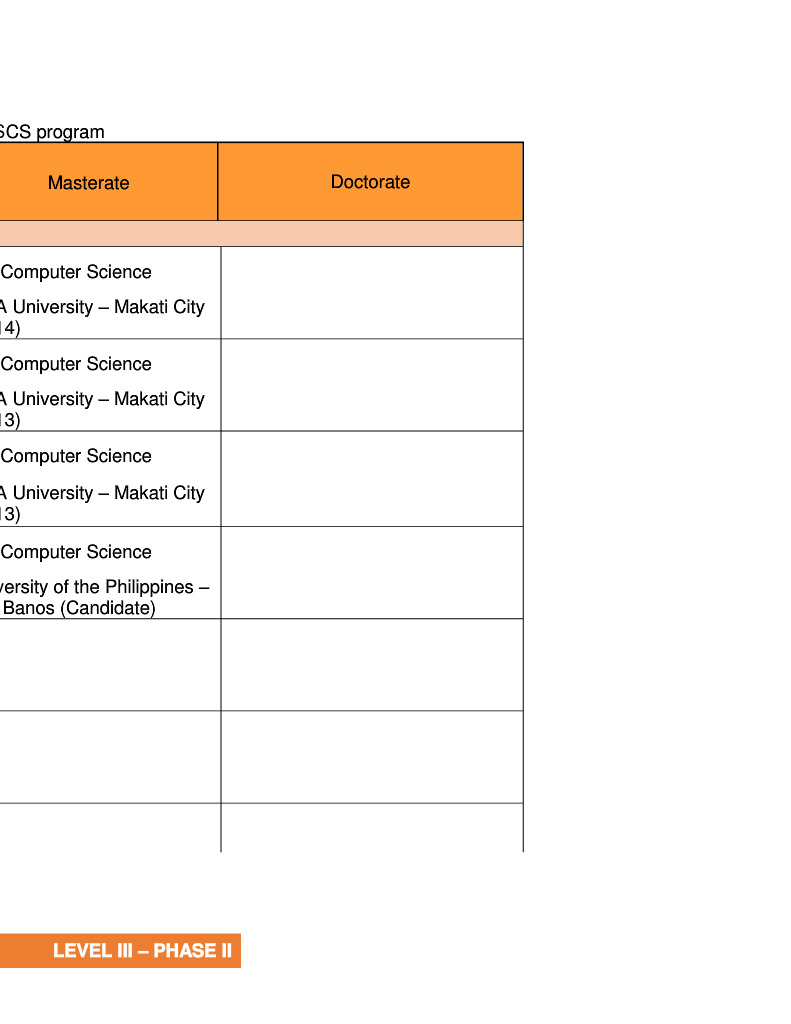 SCS program
Masterate
Doctorate
Computer Science
A University – Makati City
14)
Computer Science
A University – Makati City
13)
Computer Science
A University – Makati City
13)
Computer Science
versity of the Philippines –
Banos (Candidate)
LEVEL III – PHASE II